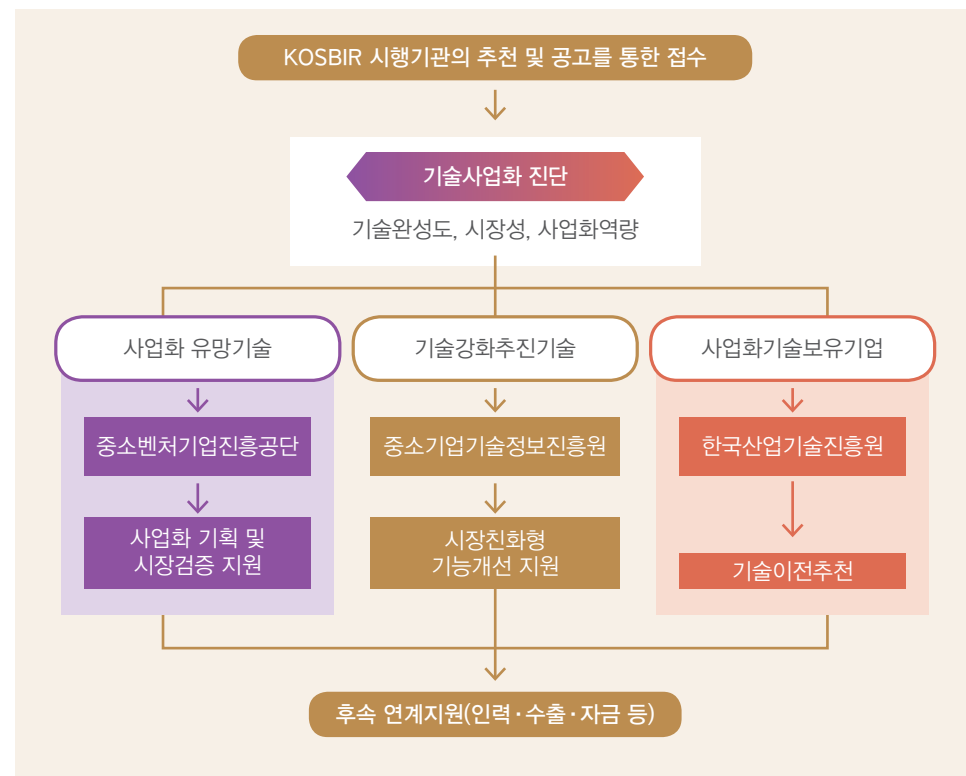 KOSBIR 시행기관의 추천 및 공고를 통한 접수
기술사업화 진단
기술완성도, 시장성, 사업화역량
사업화 유망기술
중소벤처기업진흥공단
사업화 기획 및
시장검증 지원
기술강화추진기술
중소기업기술정보진흥원
시장친화형
기능개선 지원
사업화기술보유기업
한국산업기술진흥원
기술이전추천
후속 연계지원(인력·수출·자금 등)